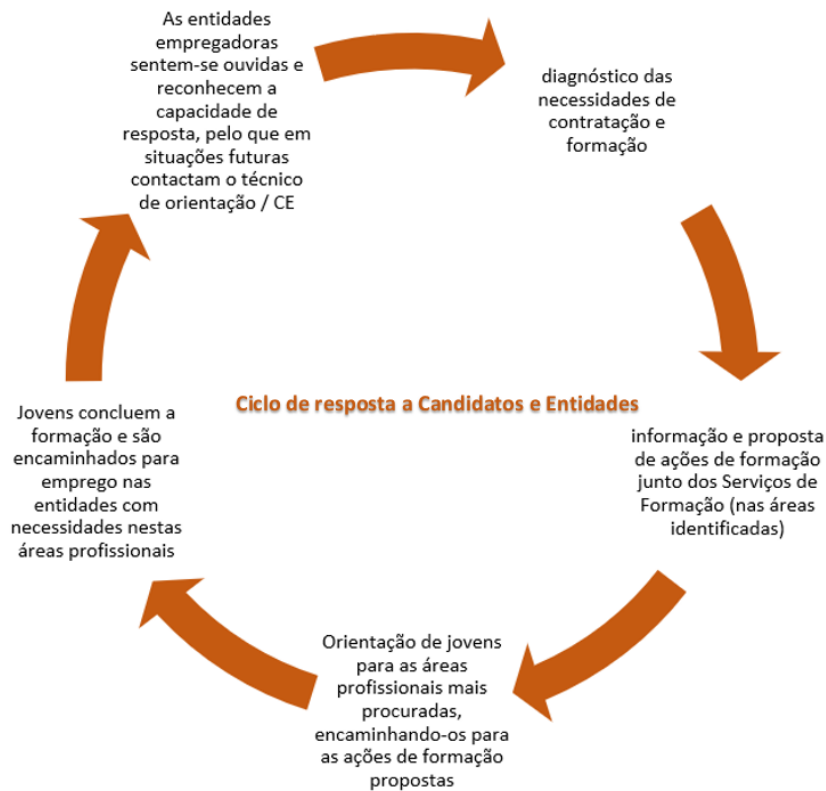 As entidades
empregadoras
sentem-se ouvidas e
reconhecem a
capacidade de
resposta, pelo que em
situações futuras
contactam o técnico
de orientação / CE
diagnóstico das
necessidades de
contratação e
formação
informação e proposta
de ações de formação
junto dos Serviços de
Formação (nas áreas
identificadas)
Orientação de jovens
para as áreas
profissionais mais
procuradas,
encaminhando-os para
as ações de formação
propostas
Jovens concluem a
formação e são
encaminhados para
emprego nas
entidades com
necessidades nestas
áreas profissionais
Ciclo de resposta a Candidatos e Entidades